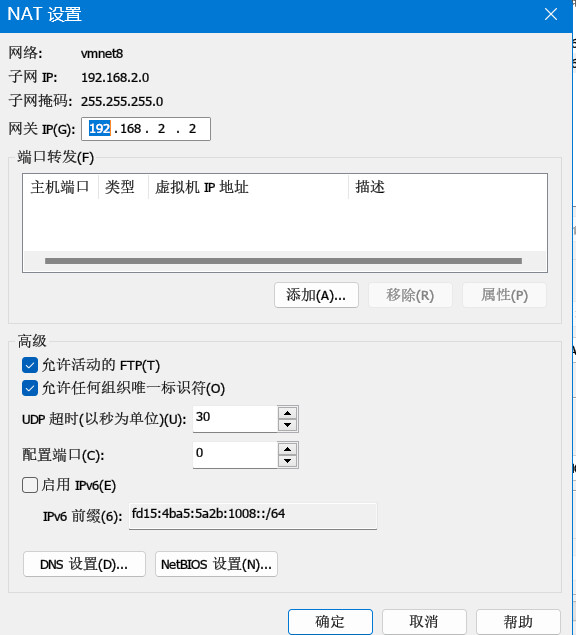 NAT 设置
网络: vmnet8
子网 IP: 192.168.2.0
子网掩码: 255.255.255.0
网关 IP(G): 192 . 168 . 2 . 2
端口转发(F)
主机端口 类型 虚拟机 IP 地址 描述
添加(A)... 移除(R) 属性(P)
高级
允许活动的 FTP(T)
允许任何组织唯一标识符(O)
UDP 超时(以秒为单位)(U): 30
配置端口(C): 0
启用 IPv6(E)
IPv6 前缀(6): fd15:4ba5:5a2b:1008::/64
DNS 设置(D)... NetBIOS 设置(N)...
确定 取消 帮助